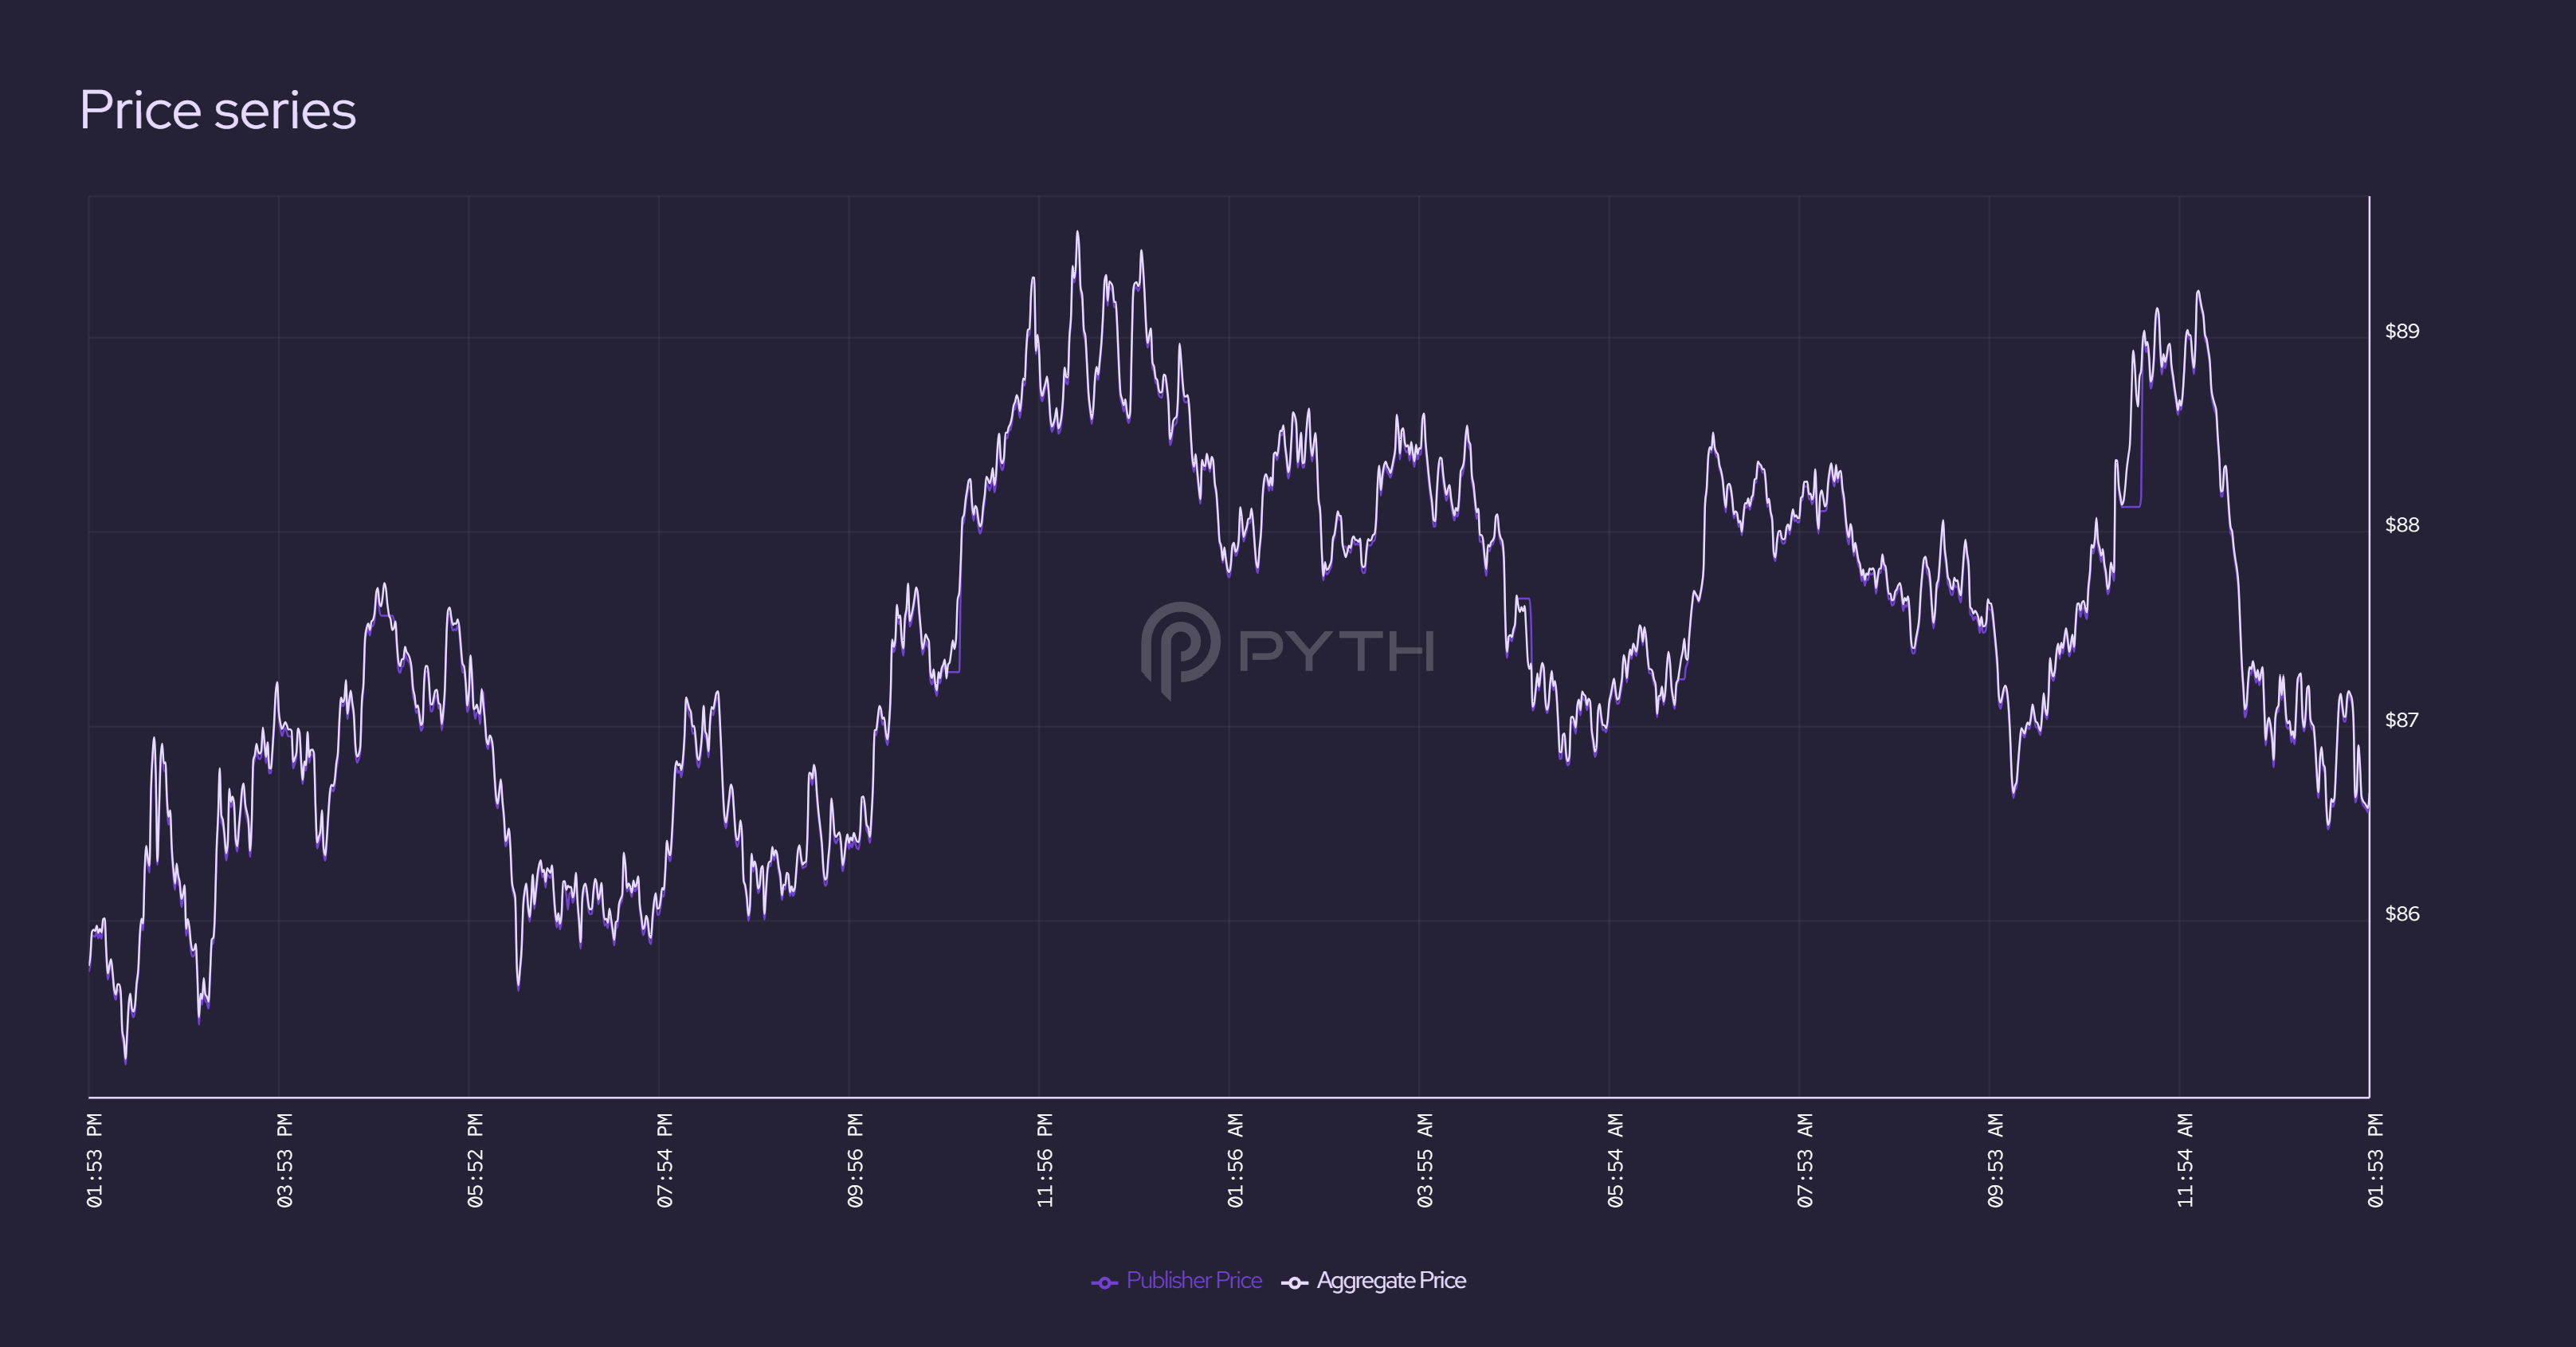 Price series
$89
$88
$87
$86
PYTH
01:53 PM
03:53 PM
05:52 PM
07:54 PM
09:56 PM
11:56 PM
01:56 AM
03:55 AM
05:54 AM
07:53 AM
09:53 AM
11:54 AM
01:53 PM
Publisher Price
Aggregate Price